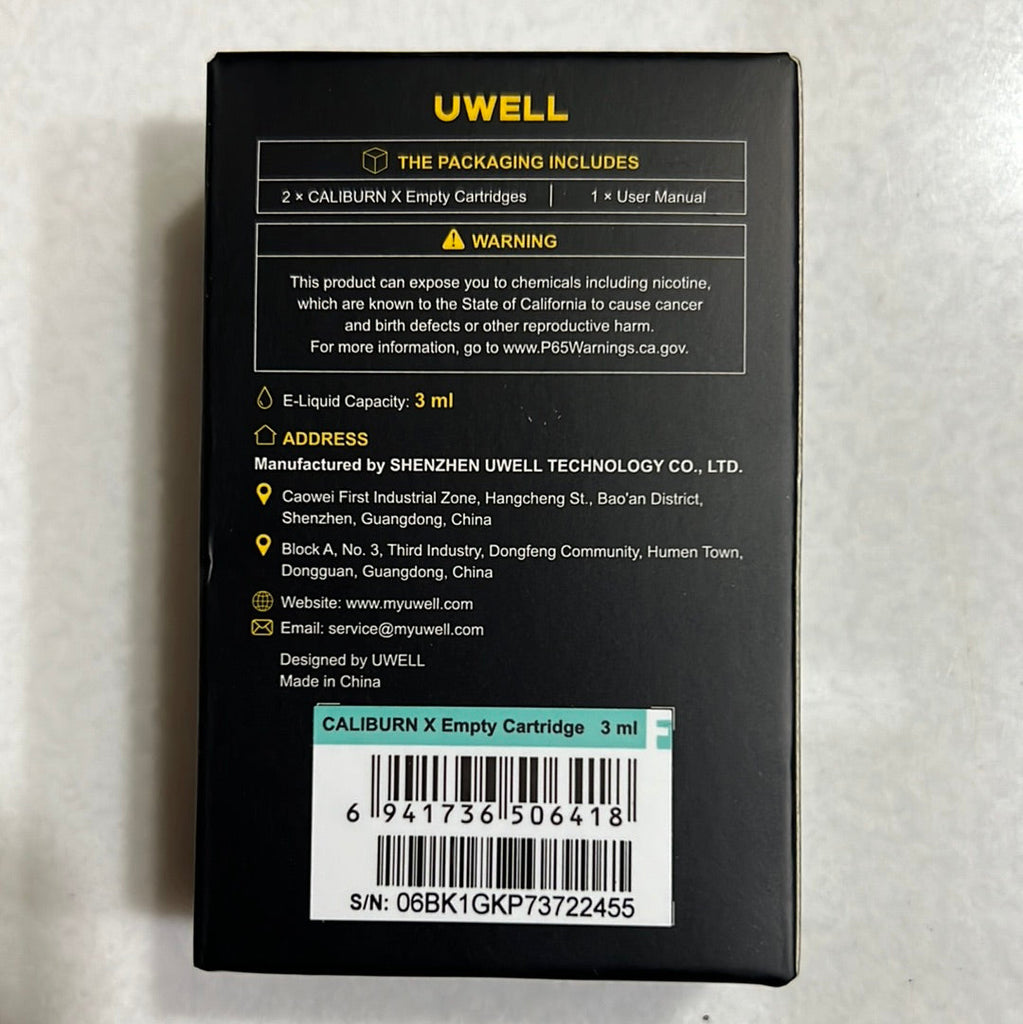 UWELL
THE PACKAGING INCLUDES
2 × CALIBURN X Empty Cartridges | 1 × User Manual
WARNING
This product can expose you to chemicals including nicotine,
which are known to the State of California to cause cancer
and birth defects or other reproductive harm.
For more information, go to www.P65Warnings.ca.gov.
E-Liquid Capacity: 3 ml
ADDRESS
Manufactured by SHENZHEN UWELL TECHNOLOGY CO., LTD.
Caowei First Industrial Zone, Hangcheng St., Bao'an District,
Shenzhen, Guangdong, China
Block A, No. 3, Third Industry, Dongfeng Community, Humen Town,
Dongguan, Guangdong, China
Website: www.myuwell.com
Email: service@myuwell.com
Designed by UWELL
Made in China
CALIBURN X Empty Cartridge 3 ml
6 941736 506418
S/N: 06BK1GKP73722455